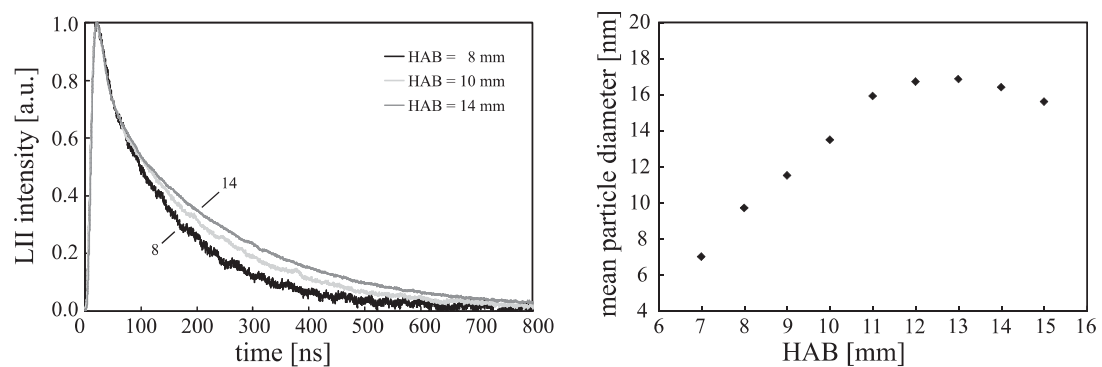 LII intensity [a.u.]
1.0
0.8
0.6
0.4
0.2
0.0
HAB = 8 mm
HAB = 10 mm
HAB = 14 mm
14
8
0 100 200 300 400 500 600 700 800
time [ns]
mean particle diameter [nm]
20
18
16
14
12
10
8
6
4
6 7 8 9 10 11 12 13 14 15 16
HAB [mm]